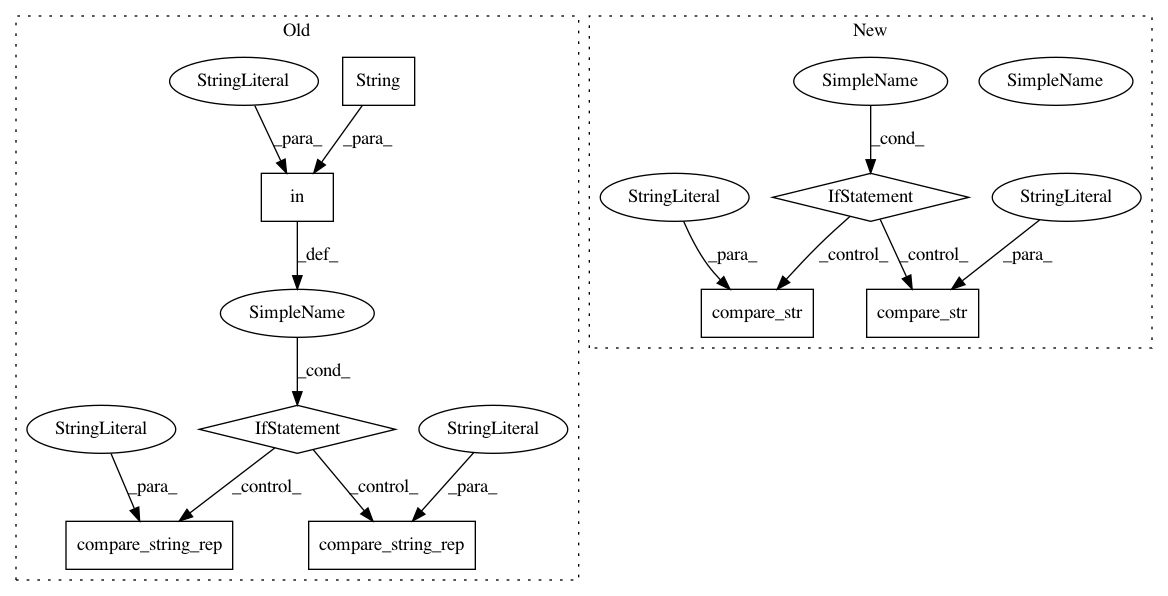 Old
New
StringLiteral
String
SimpleName
SimpleName
_para_
_para_
_cond_
in
StringLiteral
IfStatement
StringLiteral
_def_
_para_
_control_
_control_
_para_
SimpleName
compare_str
compare_str
_cond_
StringLiteral
IfStatement
StringLiteral
_para_
_control_
_control_
_para_
compare_string_rep
compare_string_rep